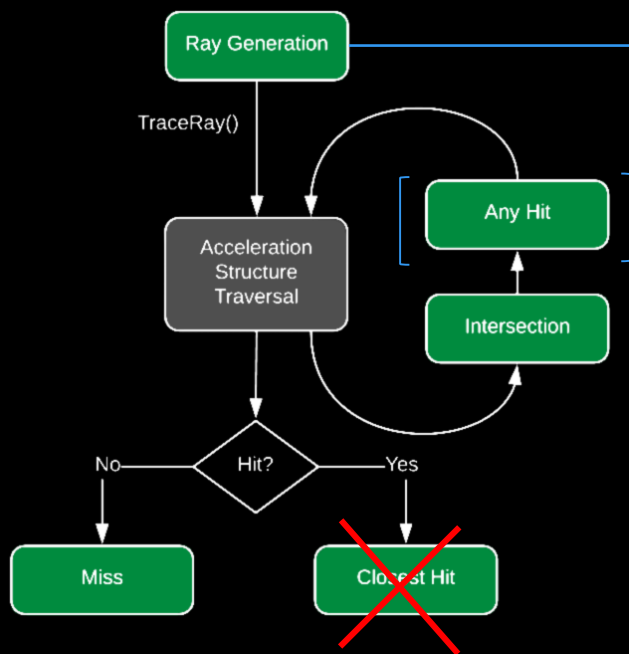 Ray Generation
TraceRay()
Any Hit
Acceleration
Structure
Traversal
Intersection
No
Hit?
Yes
Miss
Closest Hit